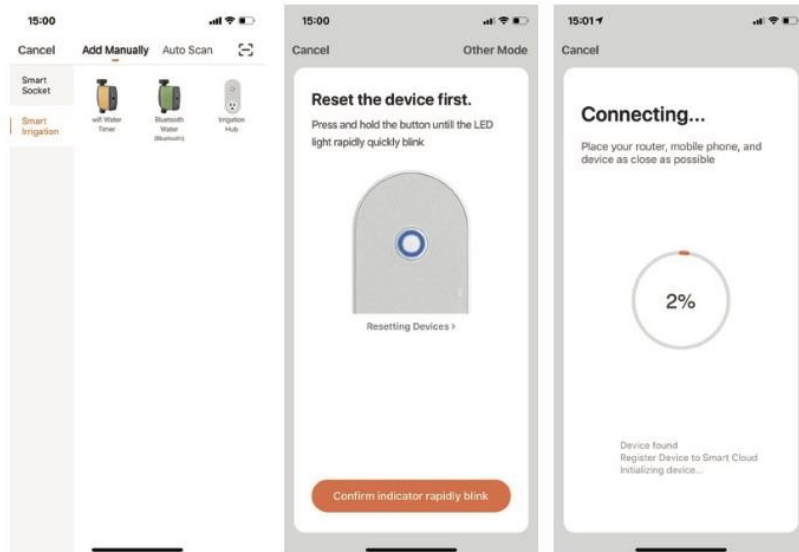 15:00
Cancel Add Manually Auto Scan
Smart
Socket
Smart
Irrigation
wifi Water
Timer
Bluetooth
Water
(Bluetooth)
Irrigation
Hub
15:00
Cancel Other Mode
Reset the device first.
Press and hold the button untill the LED
light rapidly quickly blink
Resetting Devices >
Confirm indicator rapidly blink
15:01
Cancel
Connecting...
Place your router, mobile phone, and
device as close as possible
2%
Device found
Register Device to Smart Cloud
Initializing device...